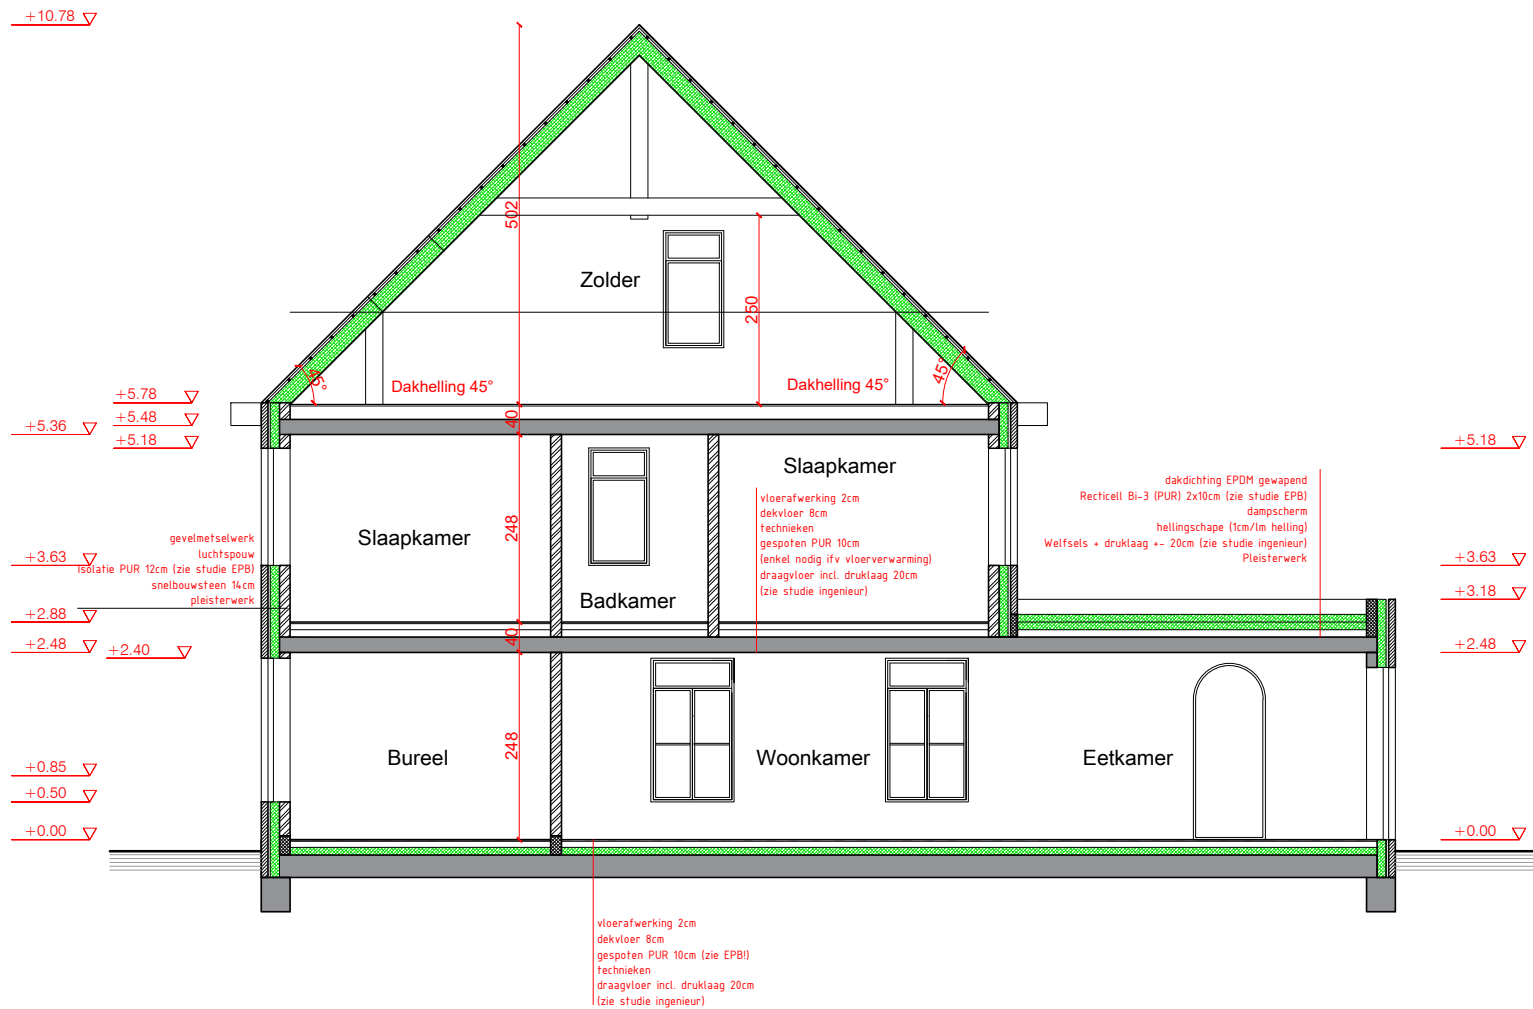 +10.78
502
Zolder
250
45°
Dakhelling 45°
Dakhelling 45°
45°
+5.78
+5.48
+5.36
+5.18
40
+5.18
Slaapkamer
248
Slaapkamer
Badkamer
vloerafwerking 2cm
dekvloer 8cm
technieken
gespoten PUR 10cm
(enkel nodig ifv vloerverwarming)
draagvloer incl. druklaag 20cm
(zie studie ingenieur)
dakdichting EPDM gewapend
Recticell Bi-3 (PUR) 2x10cm (zie studie EPB)
dampscherm
hellingschape (1cm/lm helling)
Welfsels + druklaag +- 20cm (zie studie ingenieur)
Pleisterwerk
gevelmetselwerk
luchtspouw
Isolatie PUR 12cm (zie studie EPB)
snelbouwsteen 14cm
pleisterwerk
+3.63
+2.88
+2.48
+2.40
+3.63
+3.18
+2.48
40
248
Bureel
Woonkamer
Eetkamer
+0.85
+0.50
+0.00
+0.00
vloerafwerking 2cm
dekvloer 8cm
gespoten PUR 10cm (zie EPB!)
technieken
draagvloer incl. druklaag 20cm
(zie studie ingenieur)